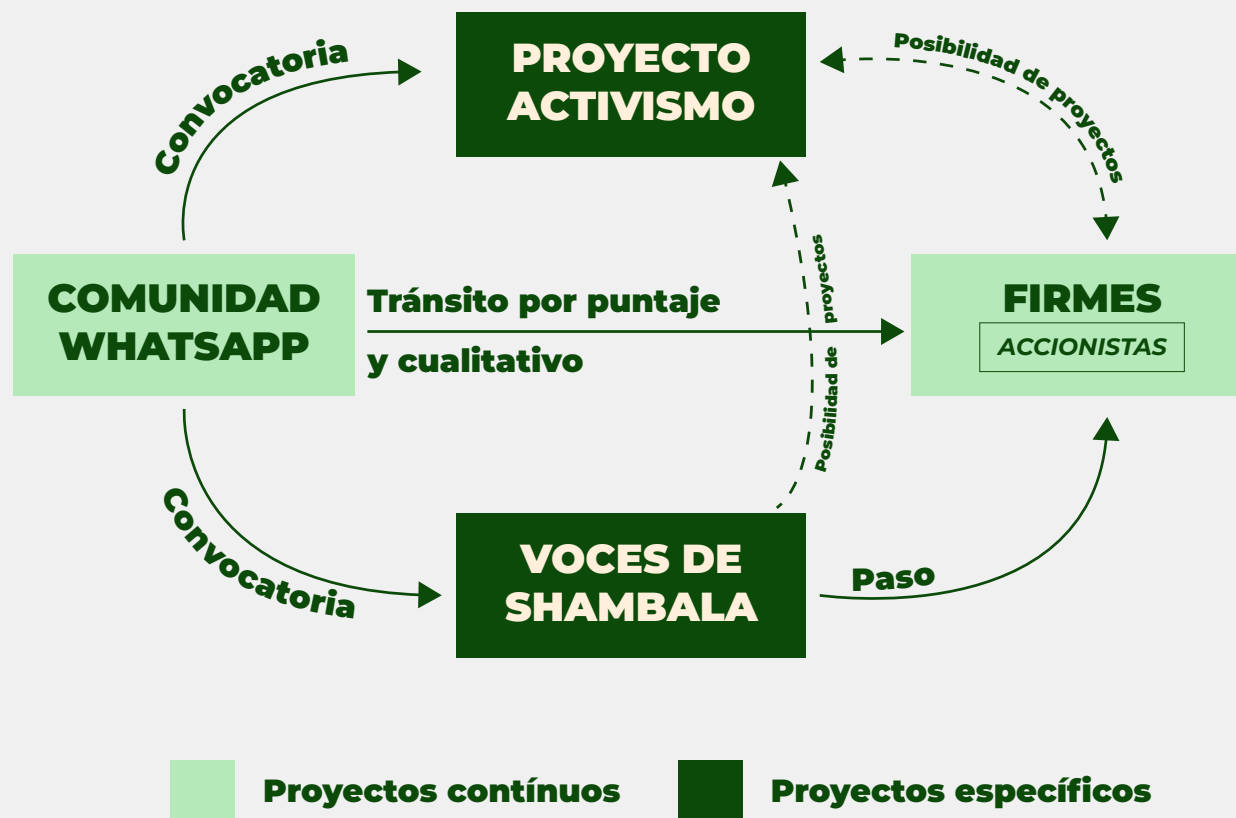 Convocatoria
PROYECTO
ACTIVISMO
Posibilidad de proyectos
COMUNIDAD
WHATSAPP
Tránsito por puntaje
y cualitativo
Posibilidad de proyectos
FIRMES
ACCIONISTAS
Convocatoria
VOCES DE
SHAMBALA
Paso
Proyectos contínuos
Proyectos específicos